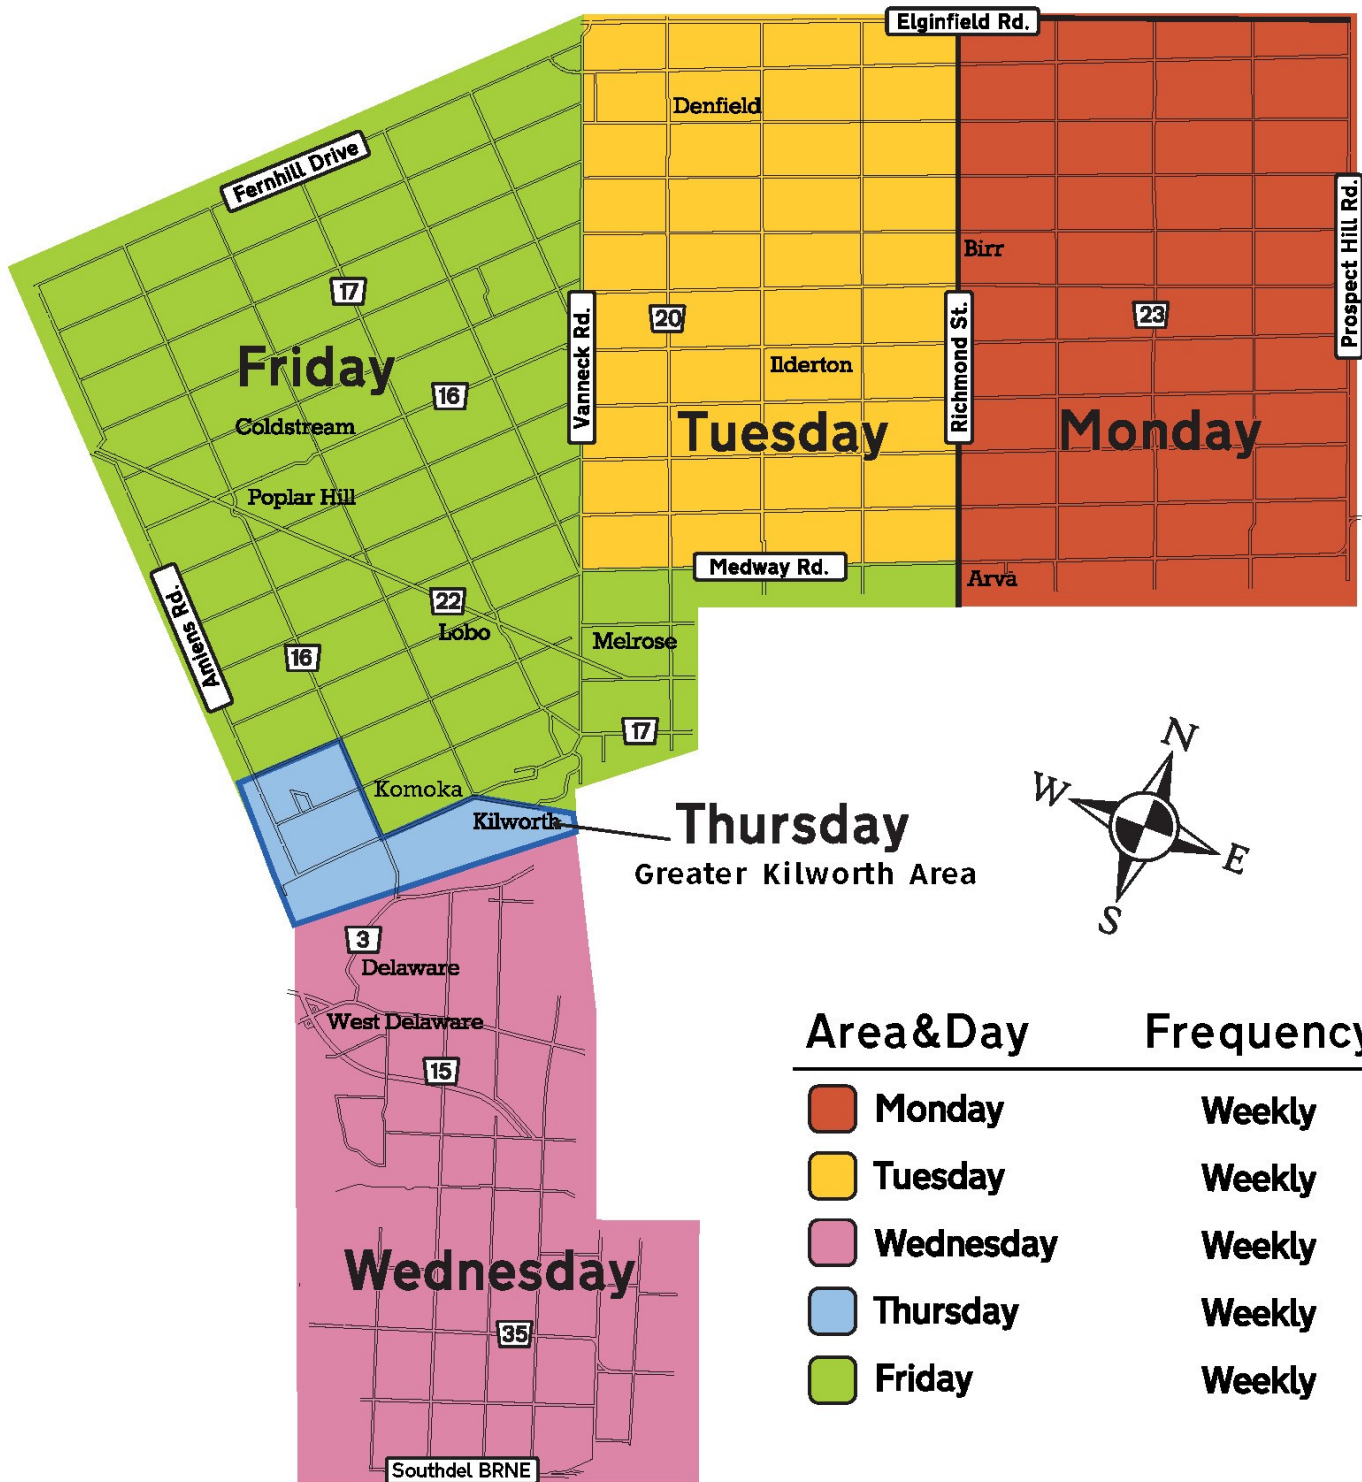 Elginfield Rd.
Denfield
Fernhill Drive
Prospect Hill Rd.
Birr
17
20
Vanneck Rd.
Richmond St.
23
Friday
Ilderton
16
Coldstream
Tuesday
Monday
Poplar Hill
Medway Rd.
Arva
Amiens Rd.
22
Lobo
Melrose
16
17
N
W
E
S
Komoka
Kilworth
Thursday
Greater Kilworth Area
3
Delaware
West Delaware
15
Wednesday
35
Southdel BRNE
Area&Day Frequency
Monday Weekly
Tuesday Weekly
Wednesday Weekly
Thursday Weekly
Friday Weekly